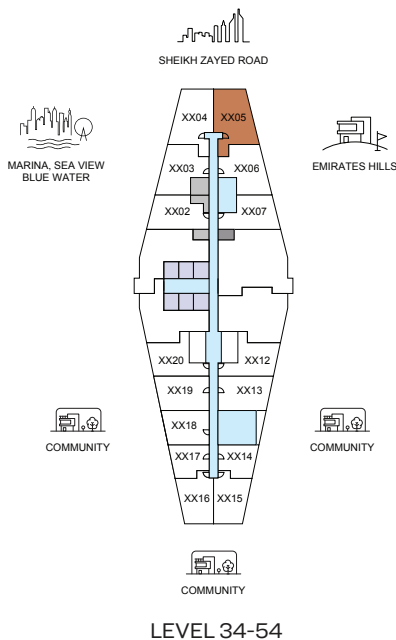 SHEIKH ZAYED ROAD
XX04 XX05
MARINA, SEA VIEW
BLUE WATER
EMIRATES HILLS
XX03 XX06
XX02 XX07
XX20 XX12
XX19 XX13
XX18
COMMUNITY
COMMUNITY
XX17 XX14
XX16 XX15
COMMUNITY
LEVEL 34-54